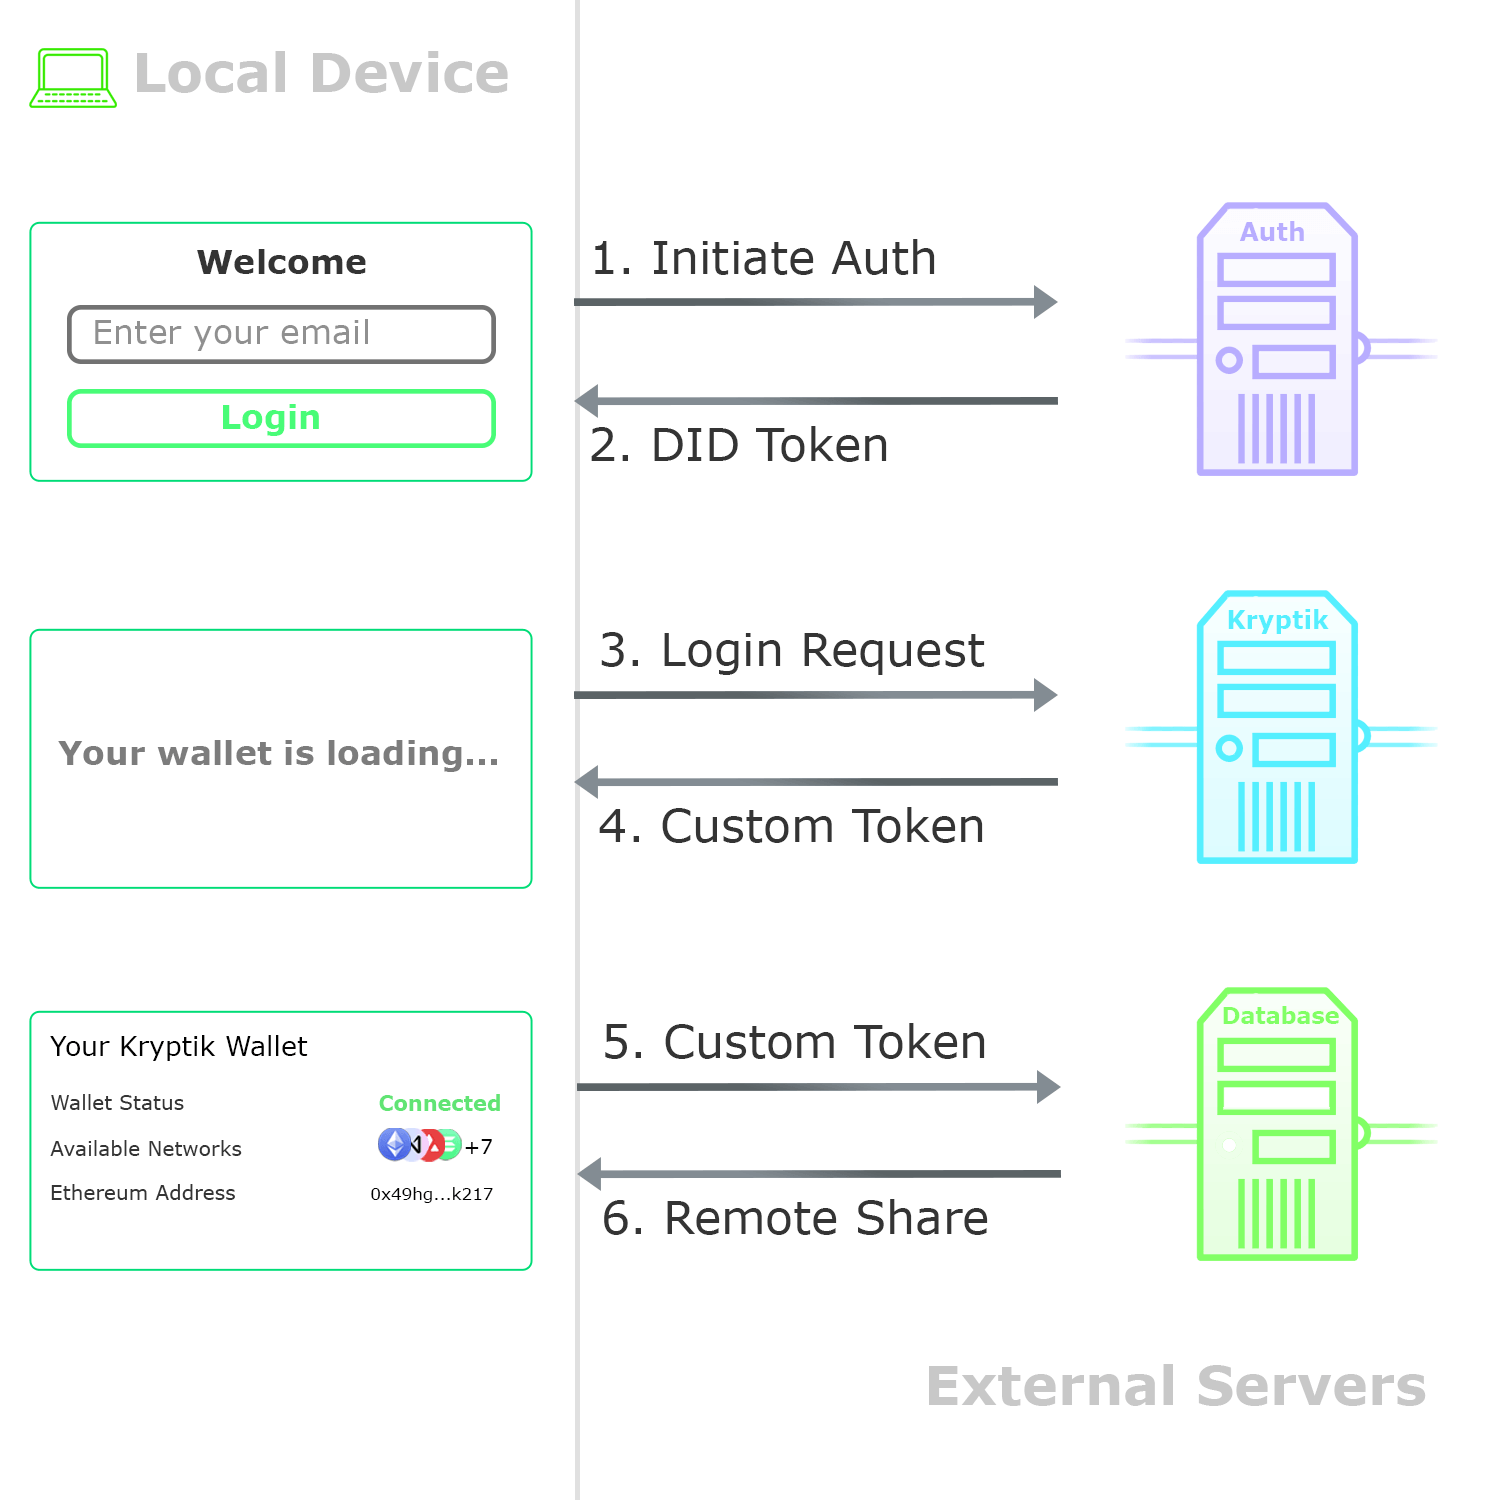 Local Device
Welcome
Enter your email
Login
1. Initiate Auth
2. DID Token
Auth
Your wallet is loading...
3. Login Request
4. Custom Token
Kryptik
Your Kryptik Wallet
Wallet Status
Connected
Available Networks
+7
Ethereum Address
0x49hg...k217
5. Custom Token
6. Remote Share
Database
External Servers